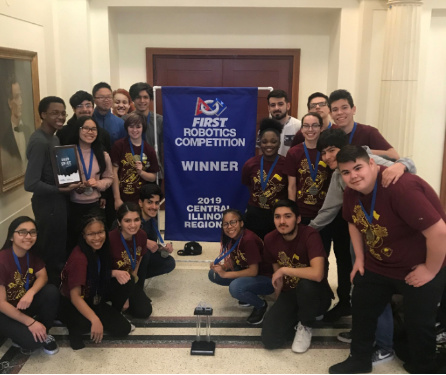 FIRST
ROBOTICS
COMPETITION
WINNER
2019
CENTRAL
ILLINOIS
REGIONAL